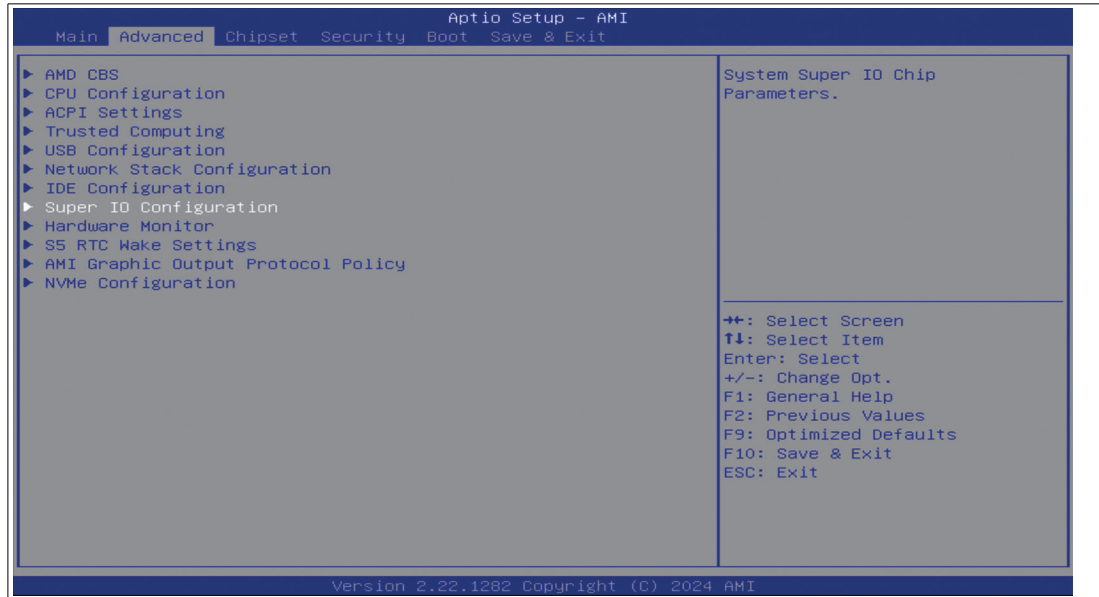 Aptio Setup – AMI
Main Advanced Chipset Security Boot Save & Exit
▶ AMD CBS
▶ CPU Configuration
▶ ACPI Settings
▶ Trusted Computing
▶ USB Configuration
▶ Network Stack Configuration
▶ IDE Configuration
▶ Super IO Configuration
▶ Hardware Monitor
▶ S5 RTC Wake Settings
▶ AMI Graphic Output Protocol Policy
▶ NVMe Configuration
System Super IO Chip
Parameters.
→←: Select Screen
↑↓: Select Item
Enter: Select
+/-: Change Opt.
F1: General Help
F2: Previous Values
F9: Optimized Defaults
F10: Save & Exit
ESC: Exit
Version 2.22.1282 Copyright (C) 2024 AMI